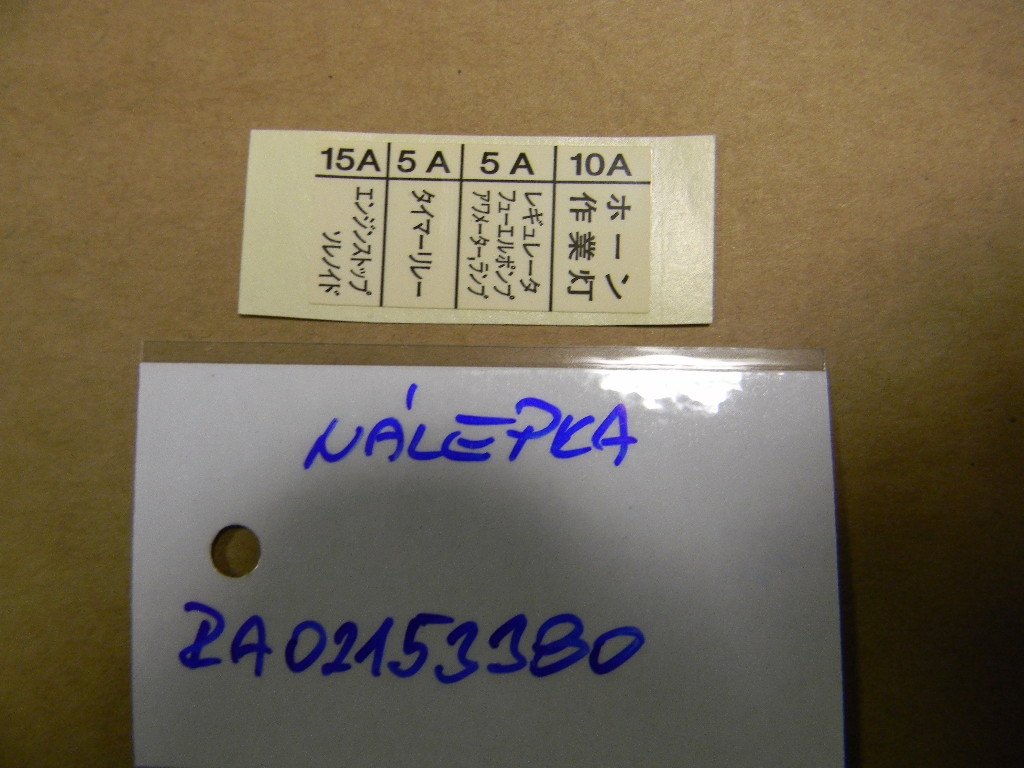 15A 5 A 5 A 10A
エンジンストップ
ソレノイド
タイマーリレー
レギュレータ
フューエルポンプ
アワメーター,ランプ
ホーン
作業灯
NÁLEPKA
RA02153380